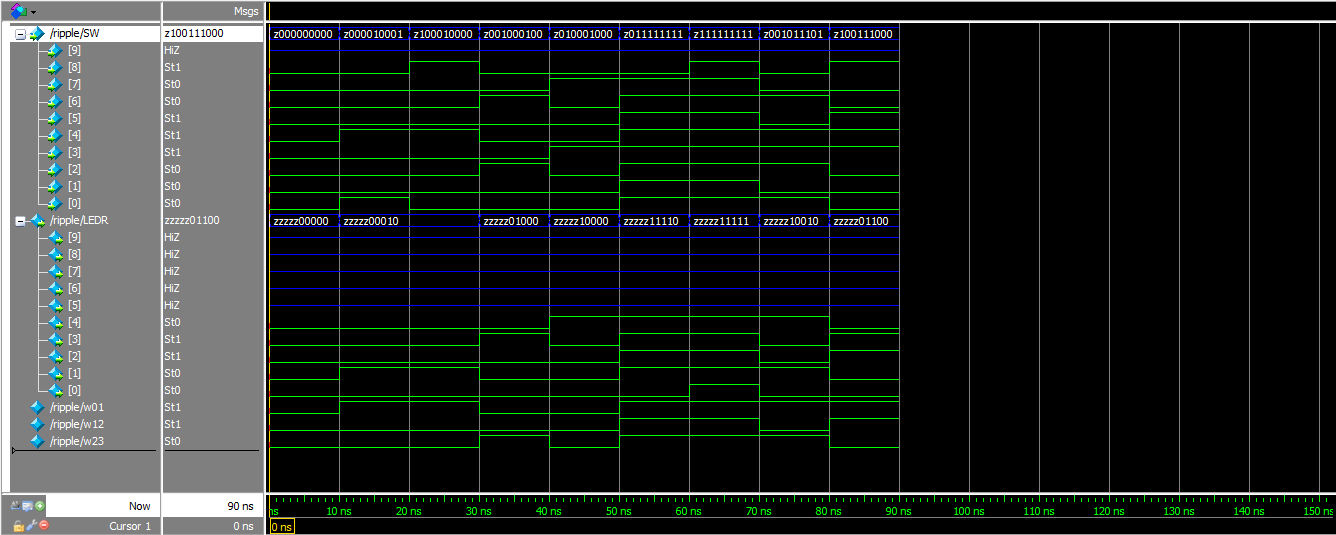 Msgs
/ripple/SW z100111000 z000000000 z000010001 z100010000 z001000100 z010001000 z011111111 z111111111 z001011101 z100111000
[9] HiZ
[8] St1
[7] St0
[6] St0
[5] St1
[4] St1
[3] St1
[2] St0
[1] St0
[0] St0
/ripple/LEDR zzzzz01100 zzzzz00000 zzzzz00010 zzzzz01000 zzzzz10000 zzzzz11110 zzzzz11111 zzzzz10010 zzzzz01100
[9] HiZ
[8] HiZ
[7] HiZ
[6] HiZ
[5] HiZ
[4] St0
[3] St1
[2] St1
[1] St0
[0] St0
/ripple/w01 St1
/ripple/w12 St1
/ripple/w23 St0
Now 90 ns ns 10 ns 20 ns 30 ns 40 ns 50 ns 60 ns 70 ns 80 ns 90 ns 100 ns 110 ns 120 ns 130 ns 140 ns 150 ns
Cursor 1 0 ns 0 ns